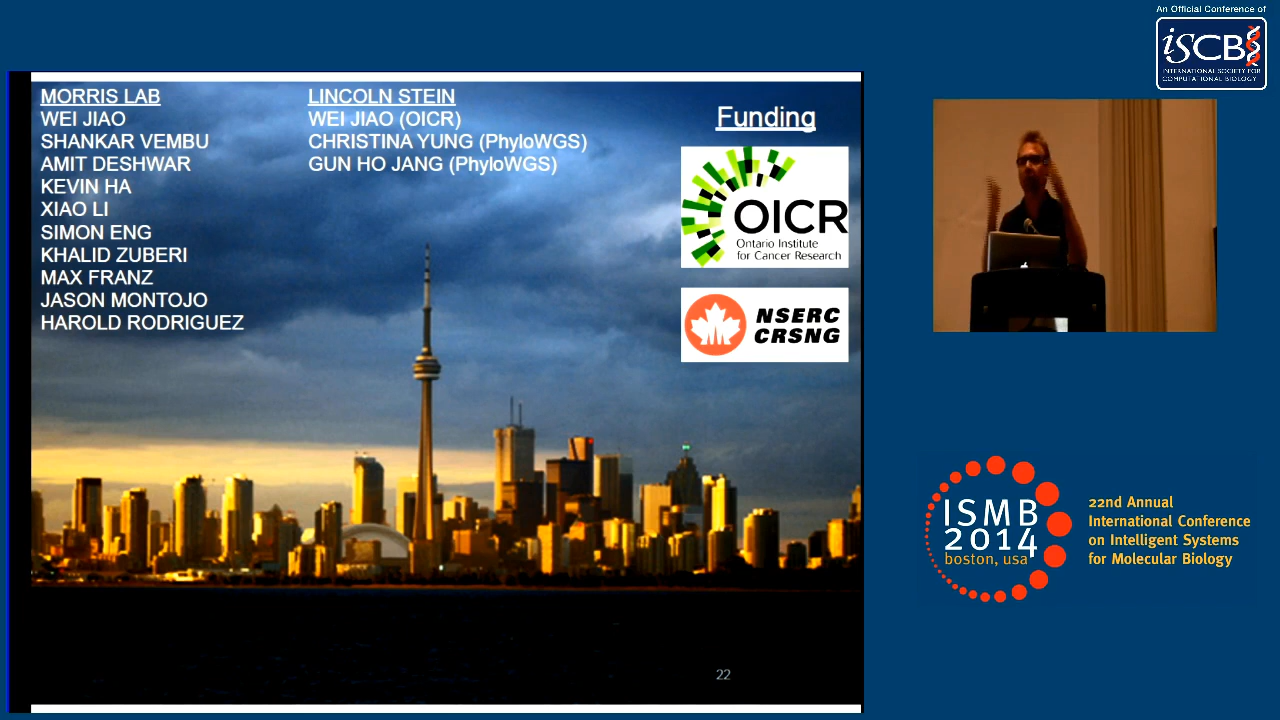 An Official Conference of
iSCB
INTERNATIONAL SOCIETY FOR
COMPUTATIONAL BIOLOGY
MORRIS LAB
WEI JIAO
SHANKAR VEMBU
AMIT DESHWAR
KEVIN HA
XIAO LI
SIMON ENG
KHALID ZUBERI
MAX FRANZ
JASON MONTOJO
HAROLD RODRIGUEZ
LINCOLN STEIN
WEI JIAO (OICR)
CHRISTINA YUNG (PhyloWGS)
GUN HO JANG (PhyloWGS)
Funding
OICR
Ontario Institute
for Cancer Research
NSERC
CRSNG
22
ISMB
2014
boston, usa
22nd Annual
International Conference
on Intelligent Systems
for Molecular Biology